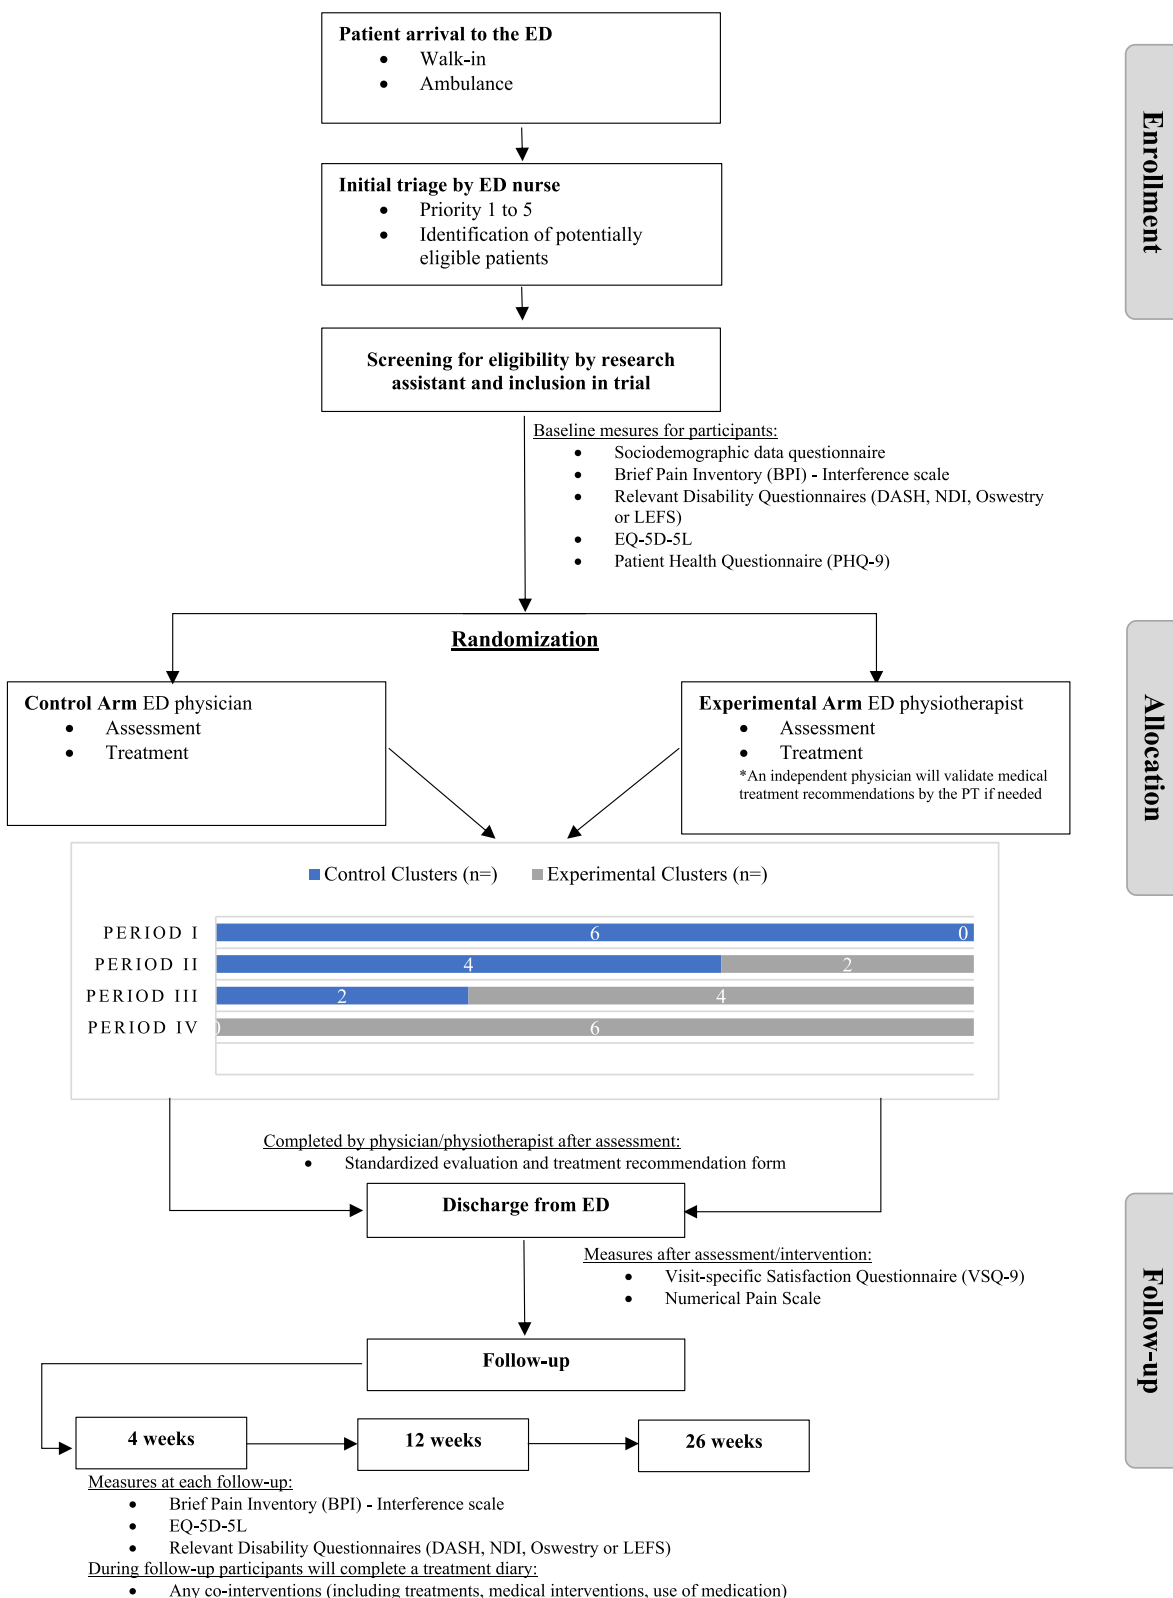 Patient arrival to the ED
• Walk-in
• Ambulance
Enrollment
Initial triage by ED nurse
• Priority 1 to 5
• Identification of potentially
eligible patients
Screening for eligibility by research
assistant and inclusion in trial
Baseline mesures for participants:
• Sociodemographic data questionnaire
• Brief Pain Inventory (BPI) - Interference scale
• Relevant Disability Questionnaires (DASH, NDI, Oswestry
or LEFS)
• EQ-5D-5L
• Patient Health Questionnaire (PHQ-9)
Randomization
Allocation
Control Arm ED physician
• Assessment
• Treatment
Experimental Arm ED physiotherapist
• Assessment
• Treatment
*An independent physician will validate medical
treatment recommendations by the PT if needed
Control Clusters (n=) Experimental Clusters (n=)
PERIOD I 6 0
PERIOD II 4 2
PERIOD III 2 4
PERIOD IV 0 6
Completed by physician/physiotherapist after assessment:
• Standardized evaluation and treatment recommendation form
Discharge from ED
Follow-up
Measures after assessment/intervention:
• Visit-specific Satisfaction Questionnaire (VSQ-9)
• Numerical Pain Scale
Follow-up
4 weeks 12 weeks 26 weeks
Measures at each follow-up:
• Brief Pain Inventory (BPI) - Interference scale
• EQ-5D-5L
• Relevant Disability Questionnaires (DASH, NDI, Oswestry or LEFS)
During follow-up participants will complete a treatment diary:
• Any co-interventions (including treatments, medical interventions, use of medication)